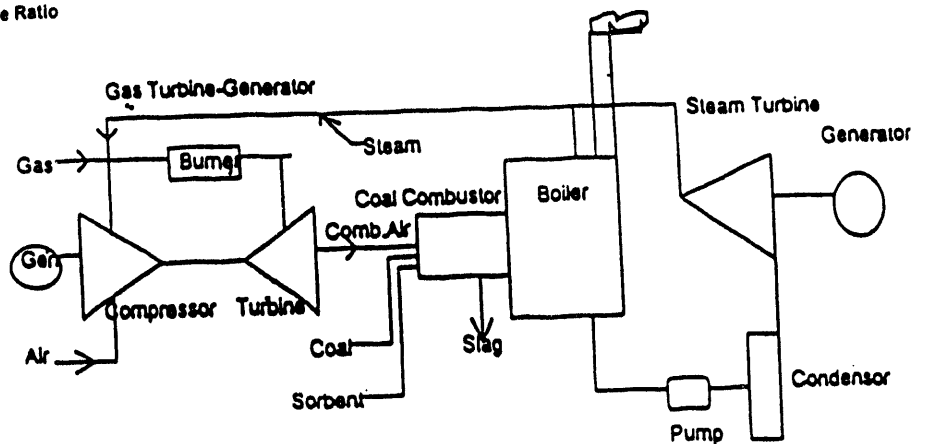 e Ratio
Gas Turbine-Generator
Steam Turbine
Generator
Steam
Gas
Burner
Coal Combustor
Boiler
Comb.Air
Gen.
Compressor Turbine
Air
Coal
Slag
Sorbent
Condensor
Pump